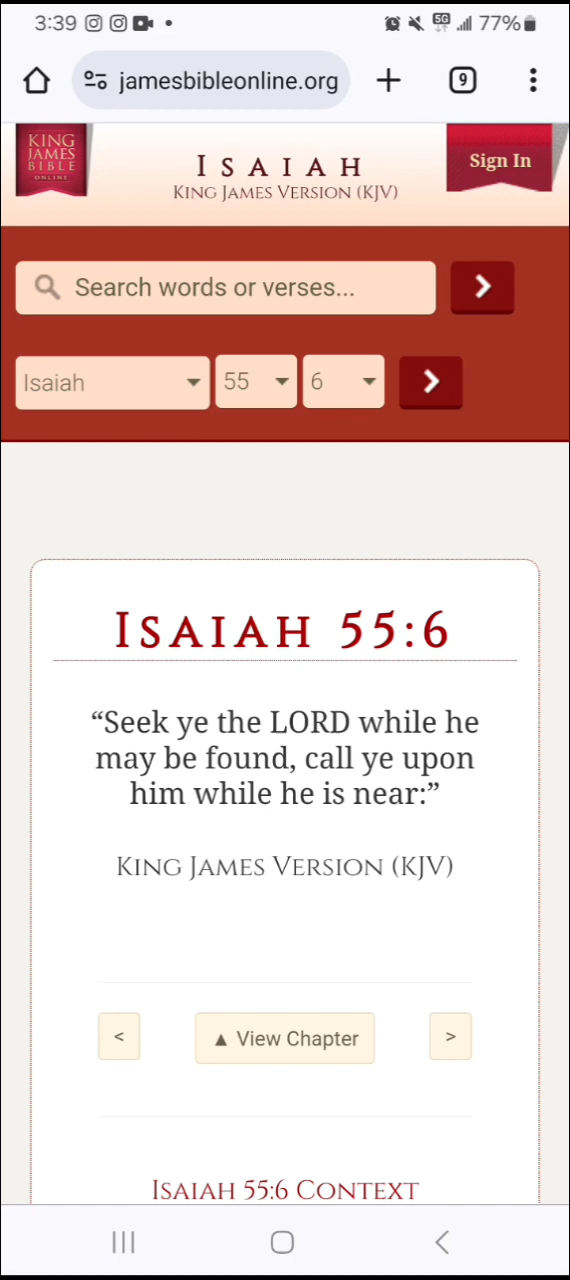 3:39
5G
77%
jamesbibleonline.org
9
KING
JAMES
BIBLE
ONLINE
ISAIAH
KING JAMES VERSION (KJV)
Sign In
Search words or verses...
Isaiah 55 6
ISAIAH 55:6
“Seek ye the LORD while he
may be found, call ye upon
him while he is near:”
KING JAMES VERSION (KJV)
< ▲ View Chapter >
ISAIAH 55:6 CONTEXT